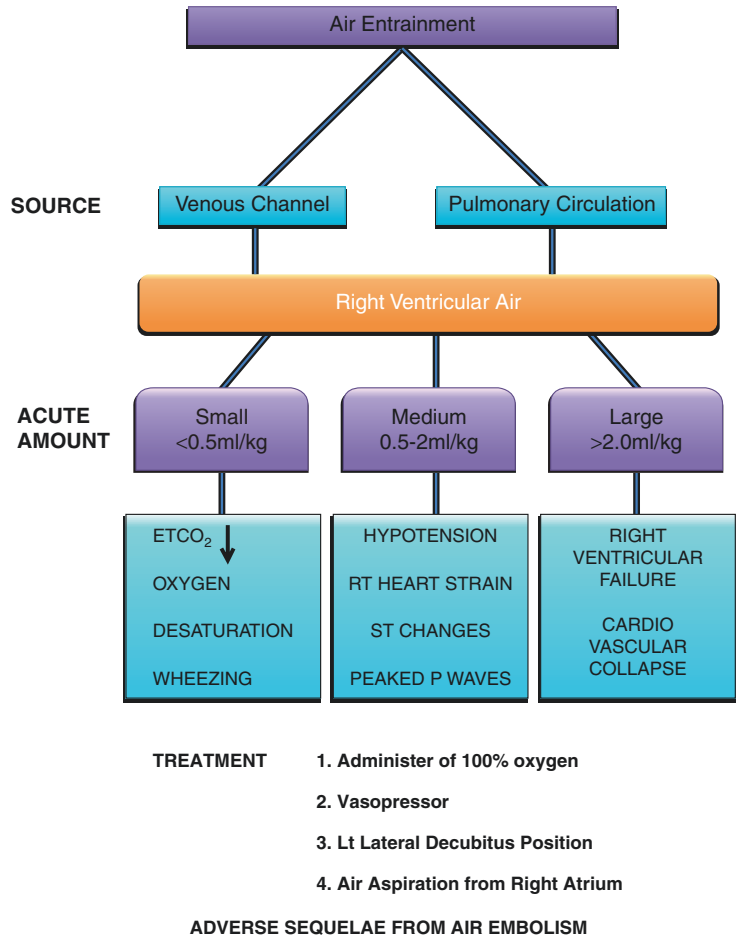 Air Entrainment
SOURCE
Venous Channel
Pulmonary Circulation
Right Ventricular Air
ACUTE
AMOUNT
Small
<0.5ml/kg
Medium
0.5-2ml/kg
Large
>2.0ml/kg
ETCO₂ ↓
OXYGEN
DESATURATION
WHEEZING
HYPOTENSION
RT HEART STRAIN
ST CHANGES
PEAKED P WAVES
RIGHT
VENTRICULAR
FAILURE
CARDIO
VASCULAR
COLLAPSE
TREATMENT
1. Administer of 100% oxygen
2. Vasopressor
3. Lt Lateral Decubitus Position
4. Air Aspiration from Right Atrium
ADVERSE SEQUELAE FROM AIR EMBOLISM